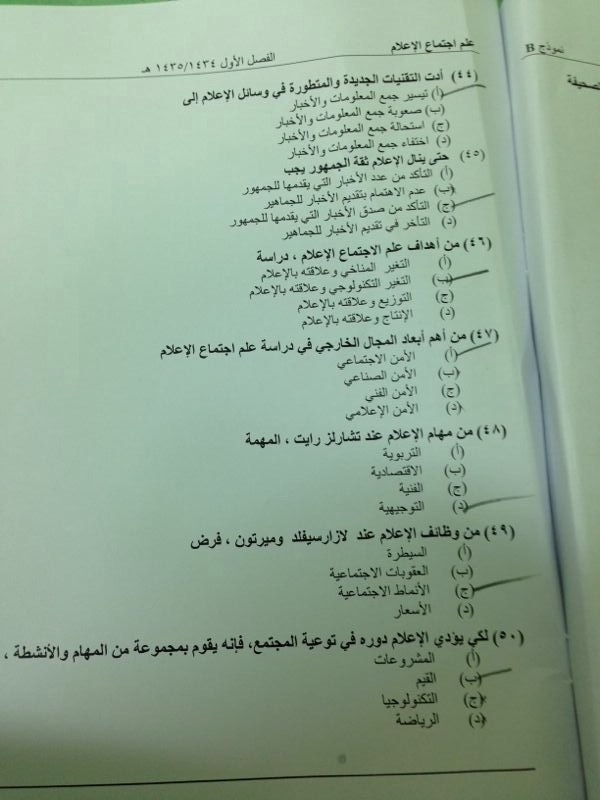 نموذج B
الصحيفة
علم اجتماع الإعلام
الفصل الأول ١٤٣٥/١٤٣٤ هـ
(٤٤) أدت التقنيات الجديدة والمتطورة في وسائل الإعلام إلى
(أ) تيسير جمع المعلومات والأخبار
(ب) صعوبة جمع المعلومات والأخبار
(ج) استحالة جمع المعلومات والأخبار
(د) اختفاء جمع المعلومات والأخبار
(٤٥) حتى ينال الإعلام ثقة الجمهور يجب
(أ) التأكد من عدد الأخبار التي يقدمها للجمهور
(ب) عدم الاهتمام بتقديم الأخبار للجماهير
(ج) التأكد من صدق الأخبار التي يقدمها للجمهور
(د) التأخر في تقديم الأخبار للجماهير
(٤٦) من أهداف علم الاجتماع الإعلام ، دراسة
(أ) التغير المناخي وعلاقته بالإعلام
(ب) التغير التكنولوجي وعلاقته بالإعلام
(ج) التوزيع وعلاقته بالإعلام
(د) الإنتاج وعلاقته بالإعلام
(٤٧) من أهم أبعاد المجال الخارجي في دراسة علم اجتماع الإعلام
(أ) الأمن الاجتماعي
(ب) الأمن الصناعي
(ج) الأمن الفني
(د) الأمن الإعلامي
(٤٨) من مهام الإعلام عند تشارلز رايت ، المهمة
(أ) التربوية
(ب) الاقتصادية
(ج) الفنية
(د) التوجيهية
(٤٩) من وظائف الإعلام عند لازارسيفلد وميرتون ، فرض
(أ) السيطرة
(ب) العقوبات الاجتماعية
(ج) الأنماط الاجتماعية
(د) الأسعار
(٥٠) لكي يؤدي الإعلام دوره في توعية المجتمع، فإنه يقوم بمجموعة من المهام والأنشطة ،
(أ) المشروعات
(ب) القيم
(ج) التكنولوجيا
(د) الرياضة